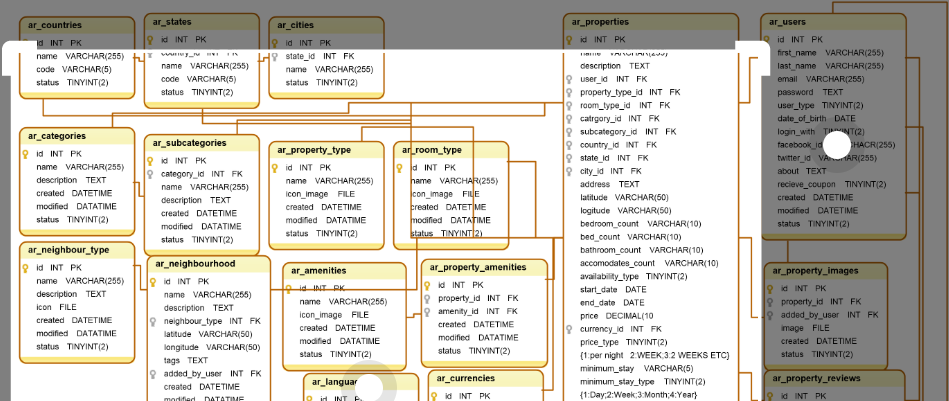 ar_countries
id INT PK
name VARCHAR(255)
code VARCHAR(5)
status TINYINT(2)
ar_states
id INT PK
country_id INT FK
name VARCHAR(255)
code VARCHAR(5)
status TINYINT(2)
ar_cities
id INT PK
state_id INT FK
name VARCHAR(255)
status TINYINT(2)
ar_properties
id INT PK
name VARCHAR(255)
description TEXT
user_id INT FK
property_type_id INT FK
room_type_id INT FK
catrgory_id INT FK
subcategory_id INT FK
country_id INT FK
state_id INT FK
city_id INT FK
address TEXT
latitude VARCHAR(50)
logitude VARCHAR(50)
bedroom_count VARCHAR(10)
bed_count VARCHAR(10)
bathroom_count VARCHAR(10)
accomodates_count VARCHAR(10)
availability_type TINYINT(2)
start_date DATE
end_date DATE
price DECIMAL(10
currency_id INT FK
price_type TINYINT(2)
{1:per night 2:WEEK;3:2 WEEKS ETC}
minimum_stay VARCHAR(5)
minimum_stay_type TINYINT(2)
{1:Day;2:Week;3:Month;4:Year}
ar_users
id INT PK
first_name VARCHAR(255)
last_name VARCHAR(255)
email VARCHAR(255)
password TEXT
user_type TINYINT(2)
date_of_birth DATE
login_with TINYINT(2)
facebook_id
twitter_id VARCHAR(255)
about TEXT
recieve_coupon TINYINT(2)
created DATETIME
modified DATETIME
status TINYINT(2)
ar_categories
id INT PK
name VARCHAR(255)
description TEXT
created DATETIME
modified DATETIME
status TINYINT(2)
ar_subcategories
id INT PK
category_id INT FK
name VARCHAR(255)
description TEXT
created DATETIME
modified DATATIME
status TINYINT(2)
ar_property_type
id INT PK
name VARCHAR(255)
icon_image FILE
created DATETIME
modified DATATIME
status TINYINT(2)
ar_room_type
id INT PK
name VARCHAR(255)
icon_image FILE
created DATETIME
modified DATATIME
status TINYINT(2)
ar_neighbour_type
id INT PK
name VARCHAR(255)
description TEXT
icon FILE
created DATETIME
modified DATATIME
status TINYINT(2)
ar_neighbourhood
id INT PK
name VARCHAR(255)
description TEXT
neighbour_type INT FK
latitude VARCHAR(50)
longitude VARCHAR(50)
tags TEXT
added_by_user INT FK
created DATETIME
modified DATATIME
ar_amenities
id INT PK
name VARCHAR(255)
icon_image FILE
created DATETIME
modified DATATIME
status TINYINT(2)
ar_property_amenities
id INT PK
property_id INT FK
amenity_id INT FK
created DATETIME
modified DATATIME
status TINYINT(2)
ar_property_images
id INT PK
property_id INT FK
added_by_user INT FK
image FILE
created DATETIME
modified DATATIME
status TINYINT(2)
id INT PK
ar_currencies
id INT PK
ar_property_reviews
id INT PK